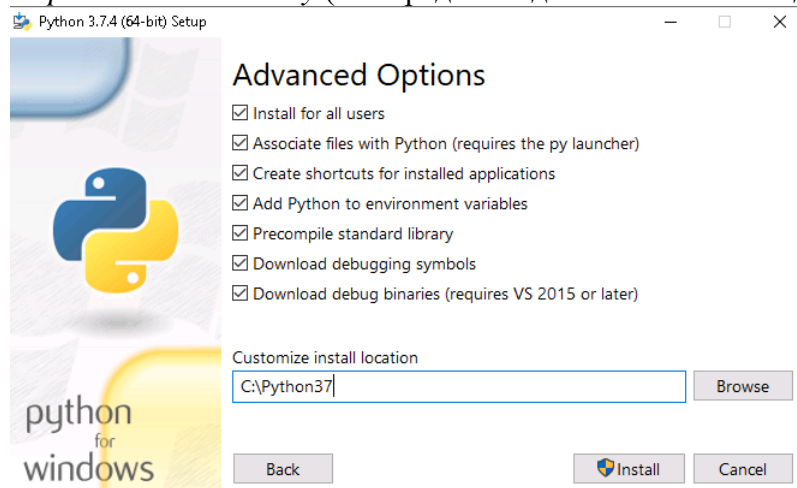 Python 3.7.4 (64-bit) Setup
Advanced Options
Install for all users
Associate files with Python (requires the py launcher)
Create shortcuts for installed applications
Add Python to environment variables
Precompile standard library
Download debugging symbols
Download debug binaries (requires VS 2015 or later)
Customize install location
C:\Python37
Browse
python
for
windows
Back
Install
Cancel